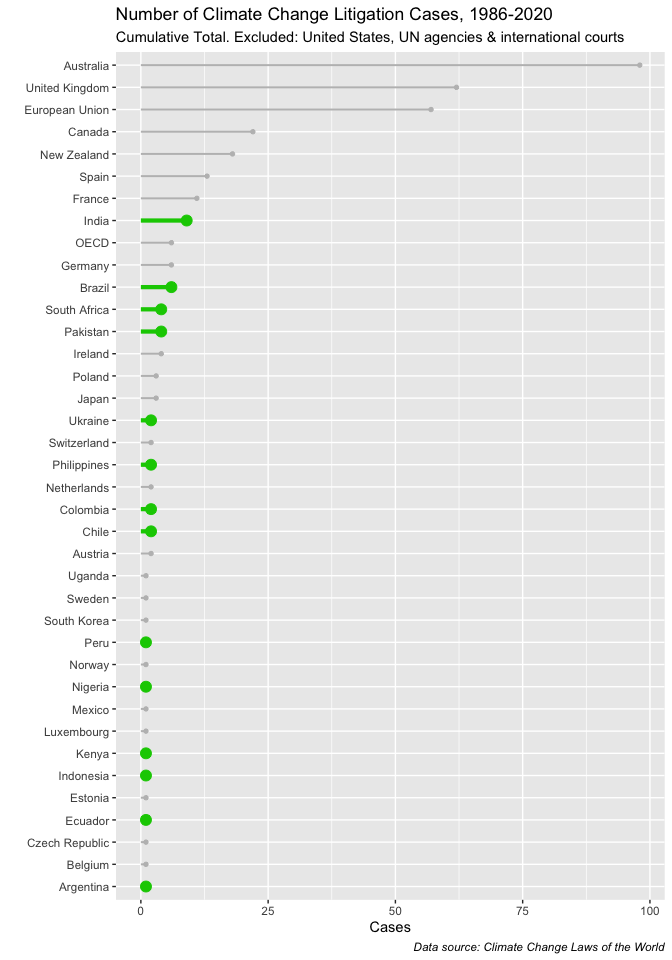 Number of Climate Change Litigation Cases, 1986-2020
Cumulative Total. Excluded: United States, UN agencies & international courts
Australia
United Kingdom
European Union
Canada
New Zealand
Spain
France
India
OECD
Germany
Brazil
South Africa
Pakistan
Ireland
Poland
Japan
Ukraine
Switzerland
Philippines
Netherlands
Colombia
Chile
Austria
Uganda
Sweden
South Korea
Peru
Norway
Nigeria
Mexico
Luxembourg
Kenya
Indonesia
Estonia
Ecuador
Czech Republic
Belgium
Argentina
0 25 50 75 100
Cases
Data source: Climate Change Laws of the World